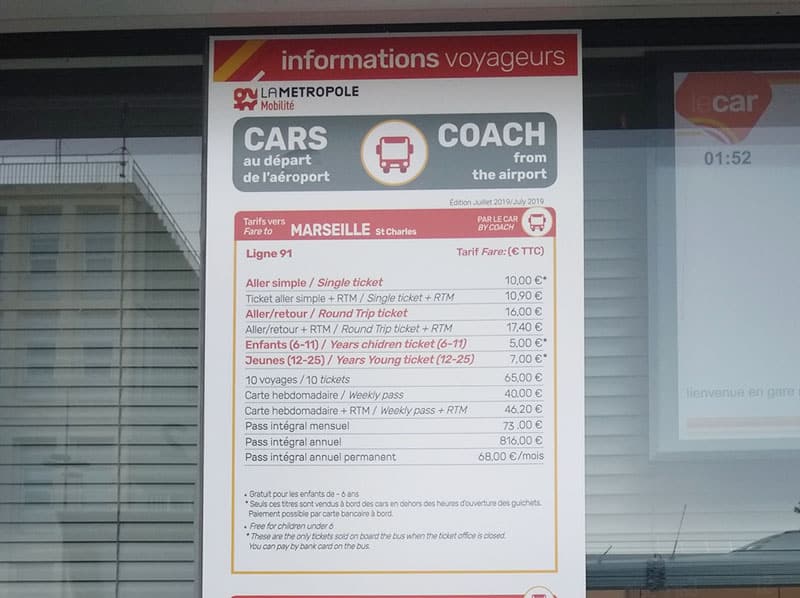 informations voyageurs
LAMETROPOLE
Mobilité
CARS
au départ
de l'aéroport
COACH
from
the airport
Édition Juillet 2019/July 2019
Tarifs vers
Fare to
MARSEILLE St Charles
PAR LE CAR
BY COACH
Ligne 91 Tarif Fare: (€ TTC)
Aller simple / Single ticket 10,00 €*
Ticket aller simple + RTM / Single ticket + RTM 10,90 €
Aller/retour / Round Trip ticket 16,00 €
Aller/retour + RTM / Round Trip ticket + RTM 17,40 €
Enfants (6-11) / Years chidren ticket (6-11) 5,00 €*
Jeunes (12-25) / Years Young ticket (12-25) 7,00 €*
10 voyages / 10 tickets 65,00 €
Carte hebdomadaire / Weekly pass 40,00 €
Carte hebdomadaire + RTM / Weekly pass + RTM 46,20 €
Pass intégral mensuel 73 ,00 €
Pass intégral annuel 816,00 €
Pass intégral annuel permanent 68,00 €/mois
• Gratuit pour les enfants de - 6 ans
* Seuls ces titres sont vendus à bord des cars en dehors des heures d'ouverture des guichets.
Paiement possible par carte bancaire à bord.
• Free for children under 6
* These are the only tickets sold on board the bus when the ticket office is closed.
You can pay by bank card on the bus.
lecar
01:52
ienvenue en gare